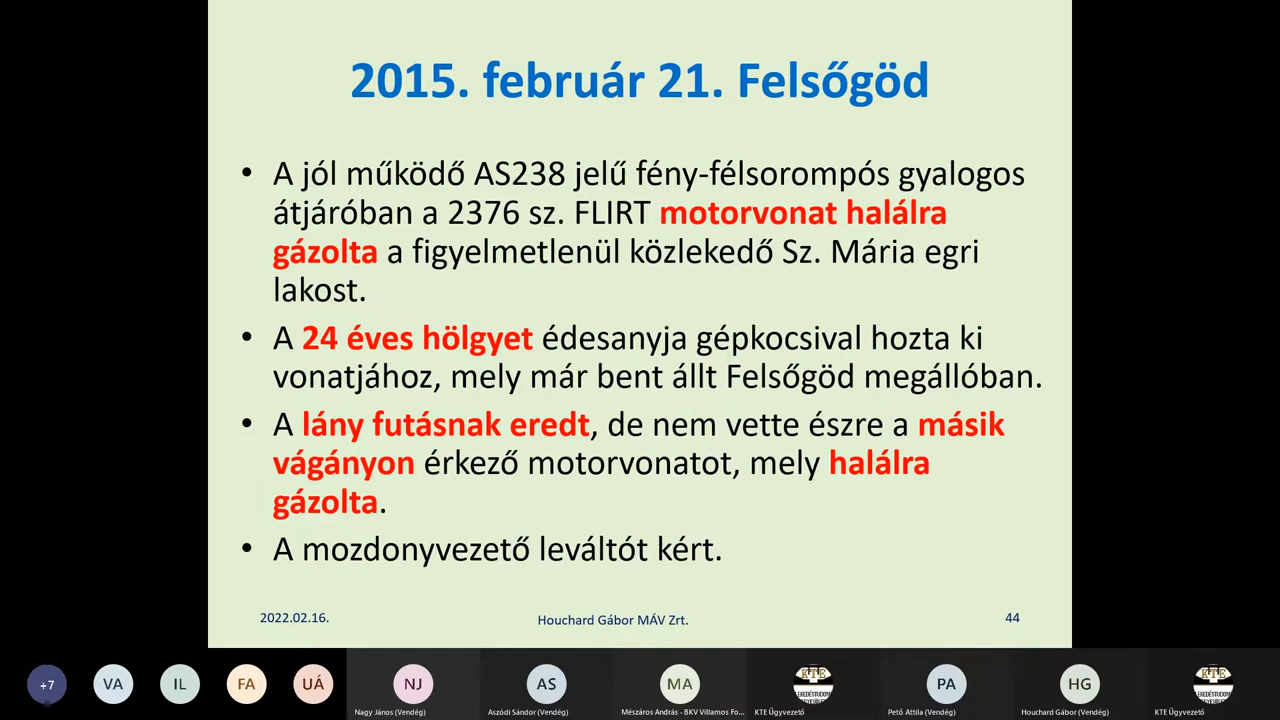 2015. február 21. Felsőgöd
• A jól működő AS238 jelű fény-félsorompós gyalogos
átjáróban a 2376 sz. FLIRT motorvonat halálra
gázolta a figyelmetlenül közlekedő Sz. Mária egri
lakost.
• A 24 éves hölgyet édesanyja gépkocsival hozta ki
vonatjához, mely már bent állt Felsőgöd megállóban.
• A lány futásnak eredt, de nem vette észre a másik
vágányon érkező motorvonatot, mely halálra
gázolta.
• A mozdonyvezető leváltót kért.
2022.02.16.
Houchard Gábor MÁV Zrt.
44
+7
VA
IL
FA
UÁ
NJ
Nagy János (Vendég)
AS
Aszódi Sándor (Vendég)
MA
Mészáros András - BKV Villamos Fo...
KTE
KTE Ügyvezető
PA
Pető Attila (Vendég)
HG
Houchard Gábor (Vendég)
KTE
KTE Ügyvezető